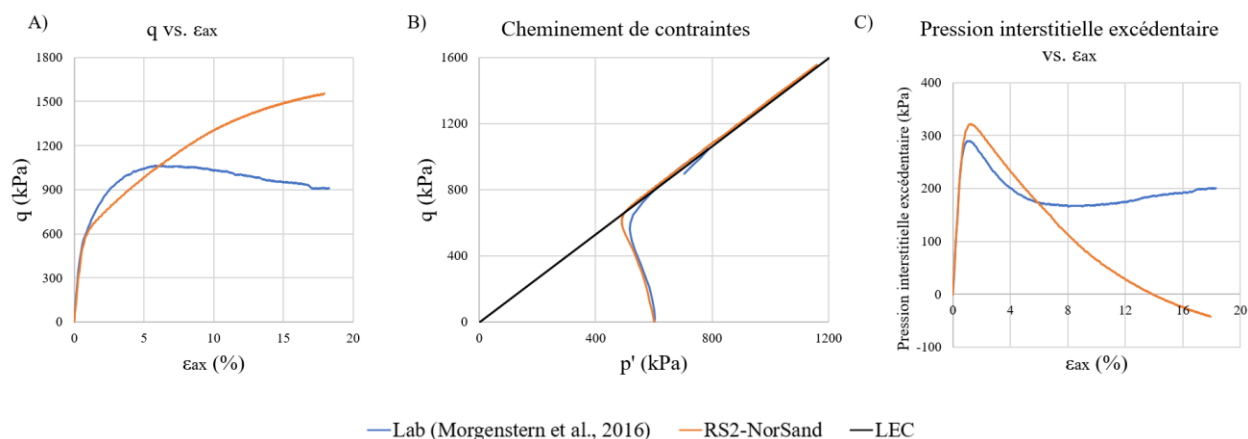 A)
q vs. εax
1800
1500
1200
900
600
300
0
q (kPa)
0 5 10 15 20
εax (%)
B)
Cheminement de contraintes
1600
1200
800
400
0
q (kPa)
0 400 800 1200
p' (kPa)
C)
Pression interstitielle excédentaire
vs. εax
400
300
200
100
0
-100
Pression interstitielle excédentaire (kPa)
0 4 8 12 16 20
εax (%)
Lab (Morgenstern et al., 2016) RS2-NorSand LEC